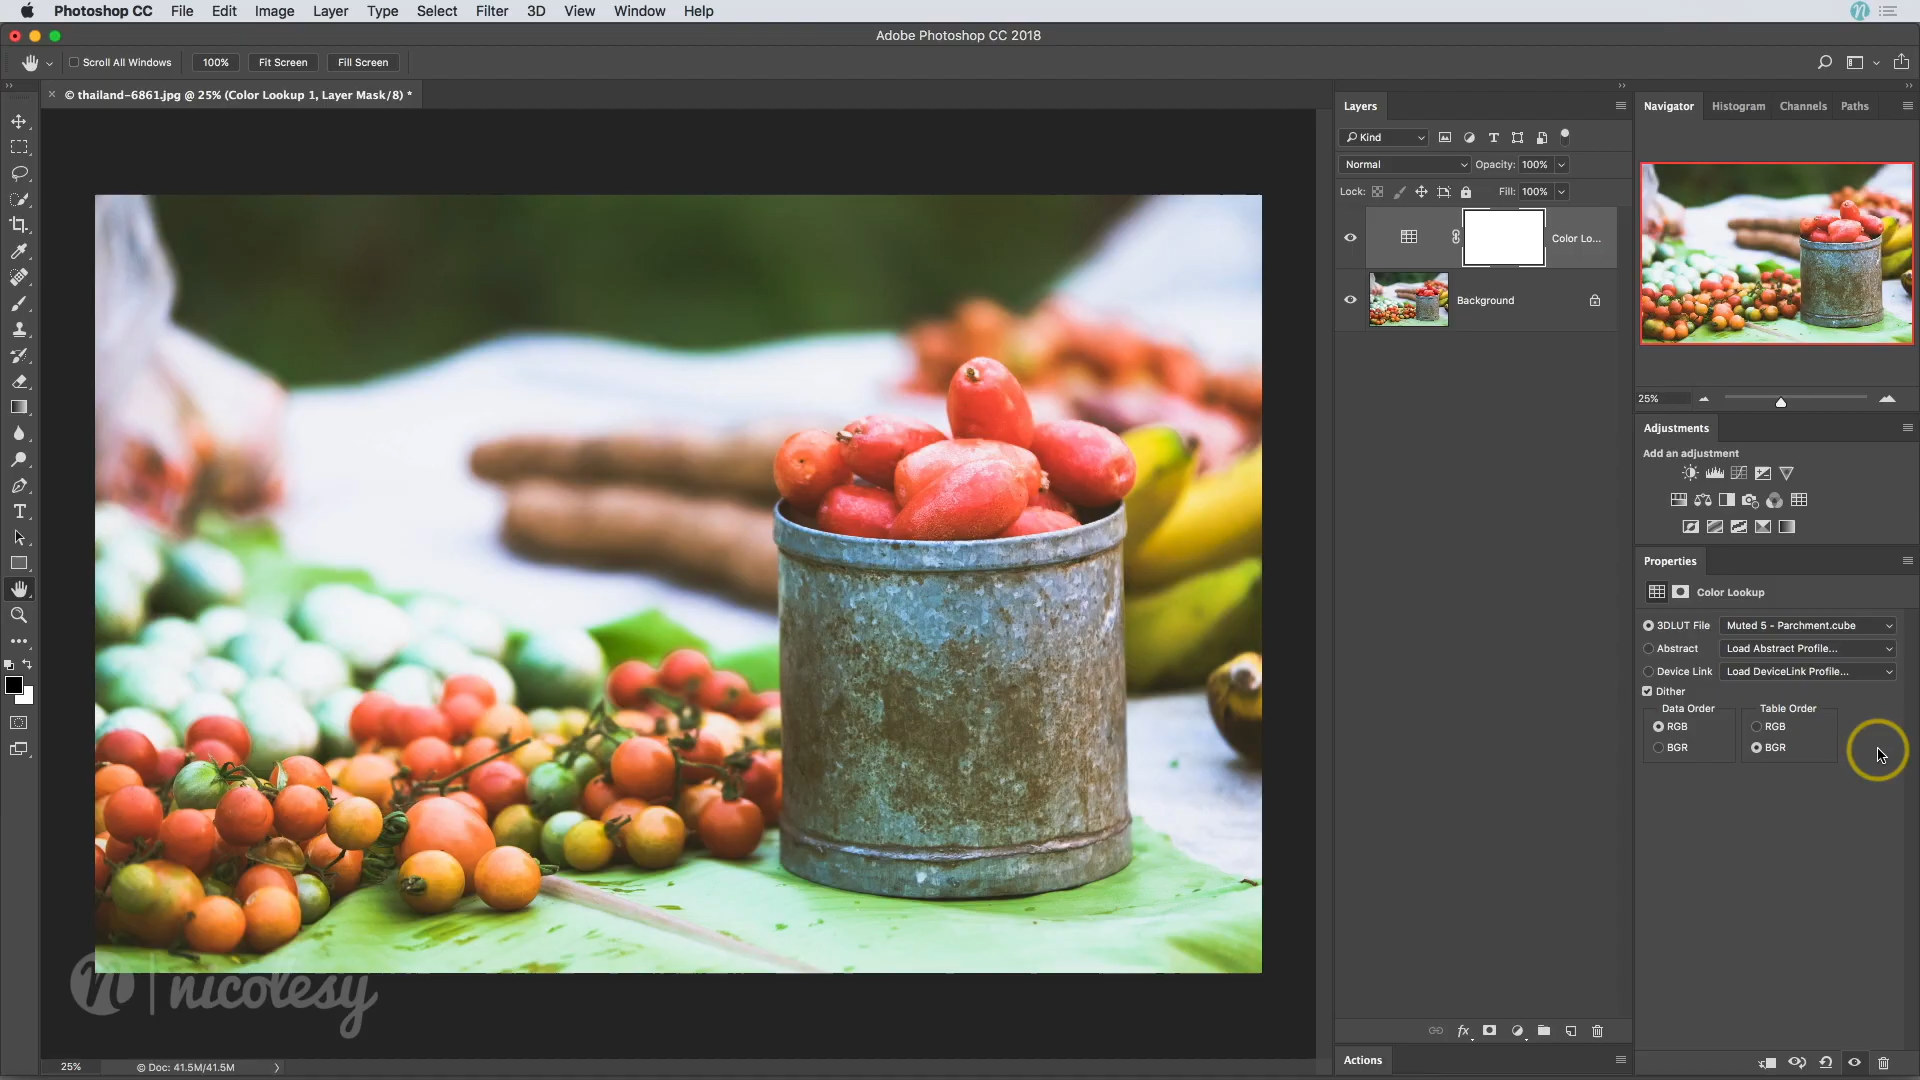 Photoshop CC File Edit Image Layer Type Select Filter 3D View Window Help
Adobe Photoshop CC 2018
Scroll All Windows 100% Fit Screen Fill Screen
© thailand-6861.jpg @ 25% (Color Lookup 1, Layer Mask/8) *
Layers
Kind
Normal Opacity: 100%
Lock: Fill: 100%
Color Lo...
Background
Navigator Histogram Channels Paths
25%
Adjustments
Add an adjustment
Properties
Color Lookup
3DLUT File Muted 5 - Parchment.cube
Abstract Load Abstract Profile...
Device Link Load DeviceLink Profile...
Dither
Data Order Table Order
RGB RGB
BGR BGR
n | nicolesy
fx
25% © Doc: 41.5M/41.5M
Actions